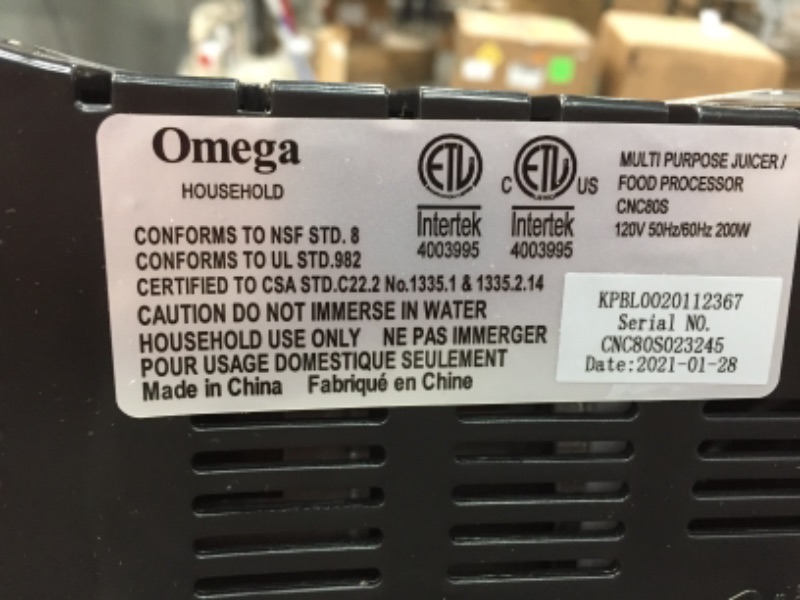 Omega
HOUSEHOLD
CONFORMS TO NSF STD. 8
CONFORMS TO UL STD.982
CERTIFIED TO CSA STD.C22.2 No.1335.1 & 1335.2.14
CAUTION DO NOT IMMERSE IN WATER
HOUSEHOLD USE ONLY NE PAS IMMERGER
POUR USAGE DOMESTIQUE SEULEMENT
Made in China Fabriqué en Chine
ETL
Intertek
4003995
C ETL US
Intertek
4003995
MULTI PURPOSE JUICER /
FOOD PROCESSOR
CNC80S
120V 50Hz/60Hz 200W
KPBL0020112367
Serial NO.
CNC80S023245
Date:2021-01-28